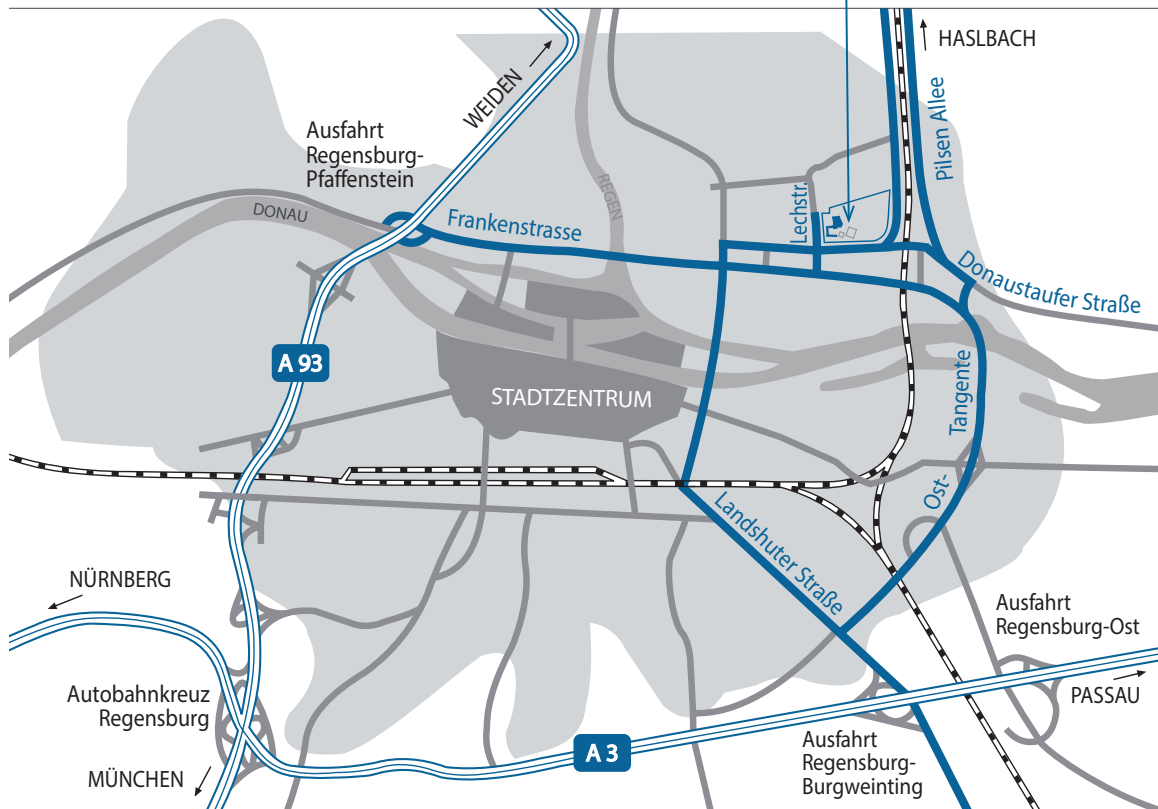 HASLBACH
WEIDEN
Pilsen Allee
Ausfahrt
Regensburg-
Pfaffenstein
REGEN
DONAU
Frankenstrasse
Lechstr.
Donaustaufer Straße
A 93
STADTZENTRUM
Tangente
Ost-
Landshuter Straße
NÜRNBERG
Ausfahrt
Regensburg-Ost
Autobahnkreuz
Regensburg
PASSAU
A 3
Ausfahrt
Regensburg-
Burgweinting
MÜNCHEN